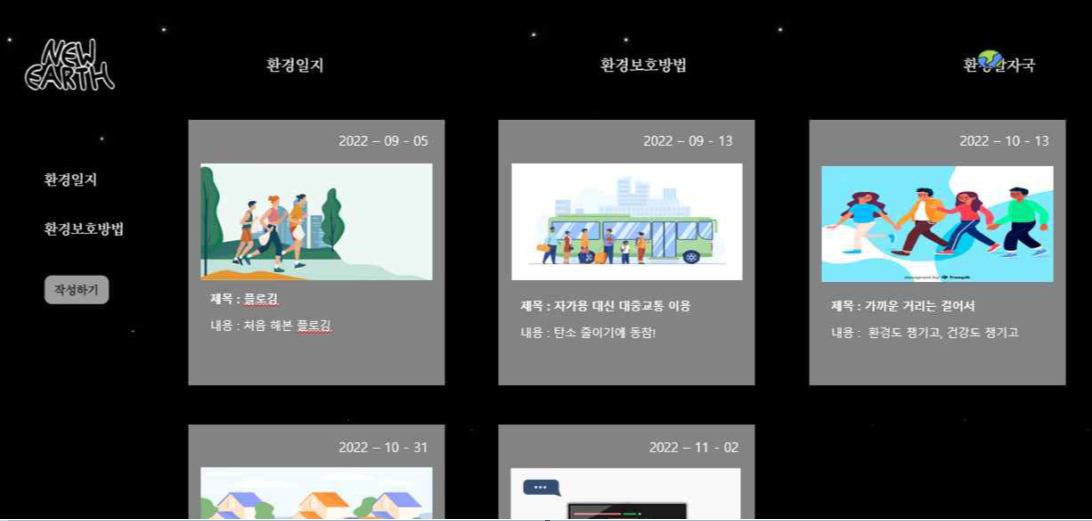 NEW
EARTH
환경일지
환경보호방법
환경발자국
환경일지
환경보호방법
작성하기
2022 – 09 - 05
제목 : 플로깅
내용 : 처음 해본 플로깅
2022 – 09 - 13
제목 : 자가용 대신 대중교통 이용
내용 : 탄소 줄이기에 동참!
2022 – 10 - 13
designed by freepik
제목 : 가까운 거리는 걸어서
내용 : 환경도 챙기고, 건강도 챙기고
2022 – 10 - 31
2022 – 11 - 02